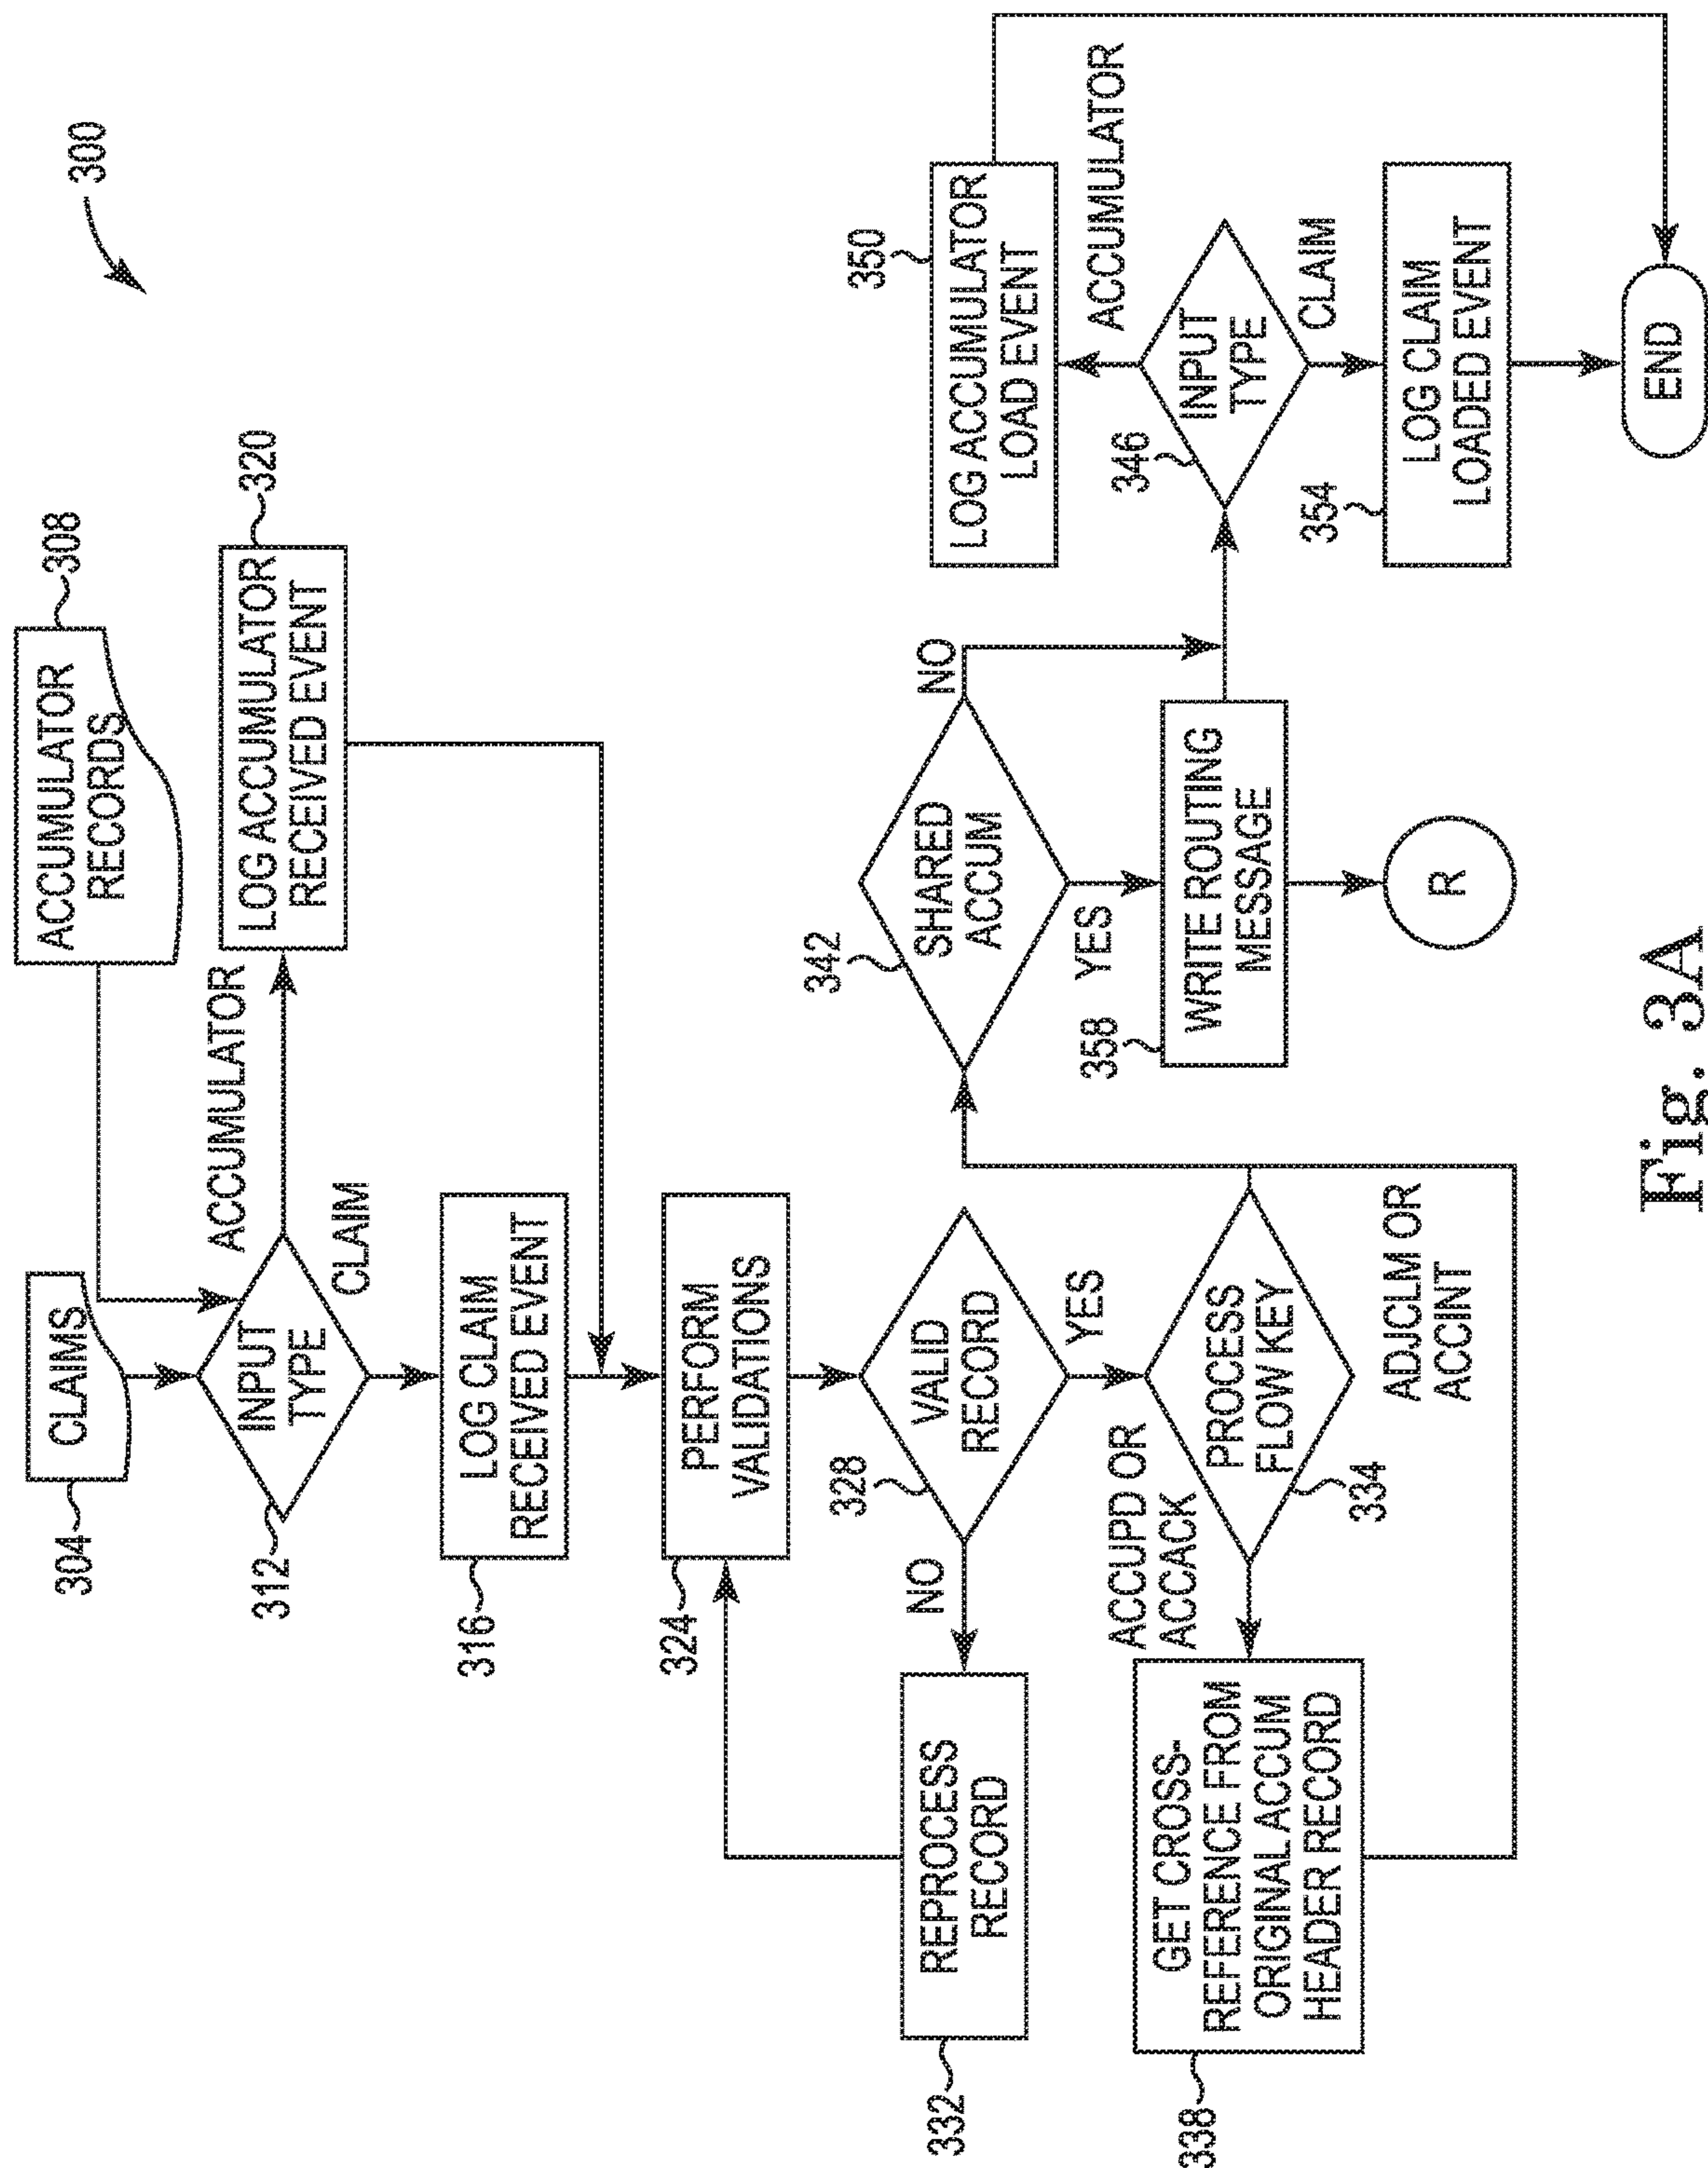 300
304
CLAIMS
ACCUMULATOR
RECORDS
308
312
INPUT
TYPE
ACCUMULATOR
CLAIM
LOG ACCUMULATOR
RECEIVED EVENT
320
316
LOG CLAIM
RECEIVED EVENT
324
PERFORM
VALIDATIONS
328
VALID
RECORD
NO
YES
332
REPROCESS
RECORD
334
PROCESS
FLOW KEY
ACCUPD OR
ACCACK
ADJCLM OR
ACCINT
338
GET CROSS-
REFERENCE FROM
ORIGINAL ACCUM
HEADER RECORD
342
SHARED
ACCUM
NO
YES
358
WRITE ROUTING
MESSAGE
R
346
INPUT
TYPE
ACCUMULATOR
CLAIM
350
LOG ACCUMULATOR
LOAD EVENT
354
LOG CLAIM
LOADED EVENT
END
Fig. 3A